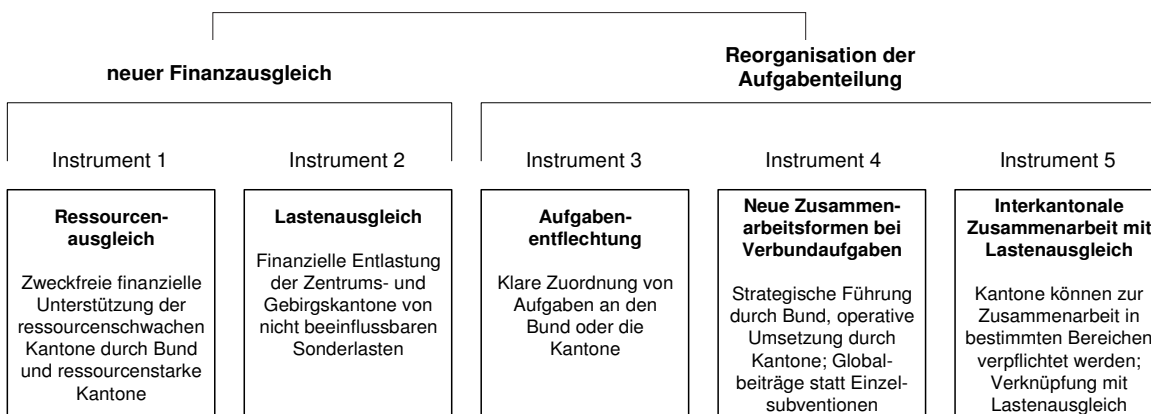 neuer Finanzausgleich
Reorganisation der
Aufgabenteilung
Instrument 1
Instrument 2
Instrument 3
Instrument 4
Instrument 5
Ressourcen-
ausgleich
Zweckfreie finanzielle
Unterstützung der
ressourcenschwachen
Kantone durch Bund
und ressourcenstarke
Kantone
Lastenausgleich
Finanzielle Entlastung
der Zentrums- und
Gebirgskantone von
nicht beeinflussbaren
Sonderlasten
Aufgaben-
entflechtung
Klare Zuordnung von
Aufgaben an den
Bund oder die
Kantone
Neue Zusammen-
arbeitsformen bei
Verbundaufgaben
Strategische Führung
durch Bund, operative
Umsetzung durch
Kantone; Global-
beiträge statt Einzel-
subventionen
Interkantonale
Zusammenarbeit mit
Lastenausgleich
Kantone können zur
Zusammenarbeit in
bestimmten Bereichen
verpflichtet werden;
Verknüpfung mit
Lastenausgleich